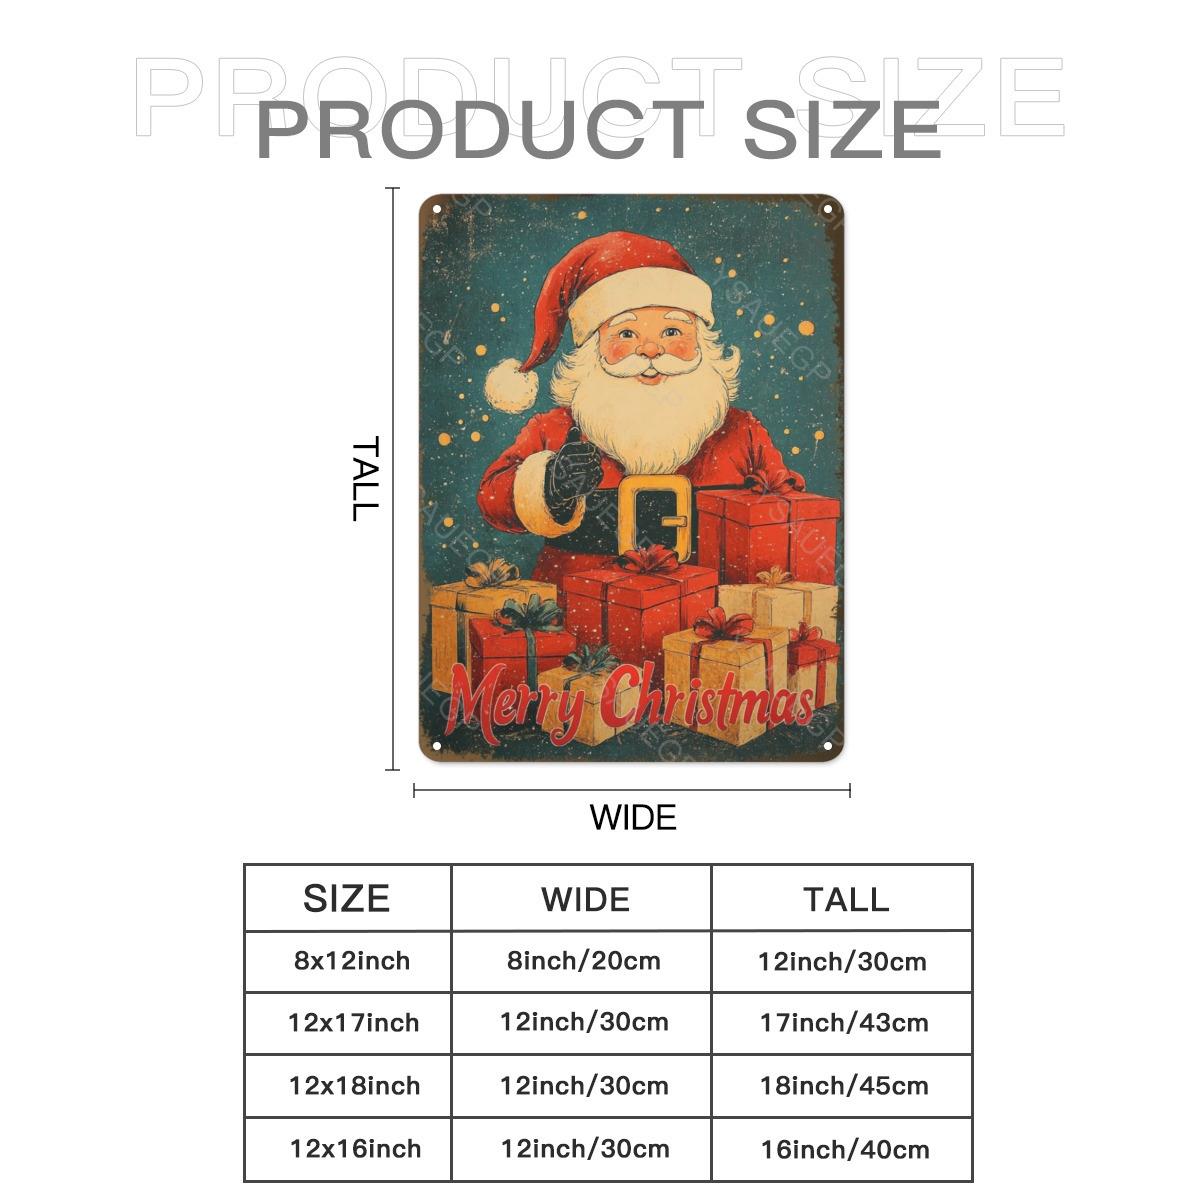 PRODUCT SIZE
PRODUCT SIZE
YSAUEGP
TALL
Merry Christmas
WIDE
SIZE WIDE TALL
8x12inch 8inch/20cm 12inch/30cm
12x17inch 12inch/30cm 17inch/43cm
12x18inch 12inch/30cm 18inch/45cm
12x16inch 12inch/30cm 16inch/40cm